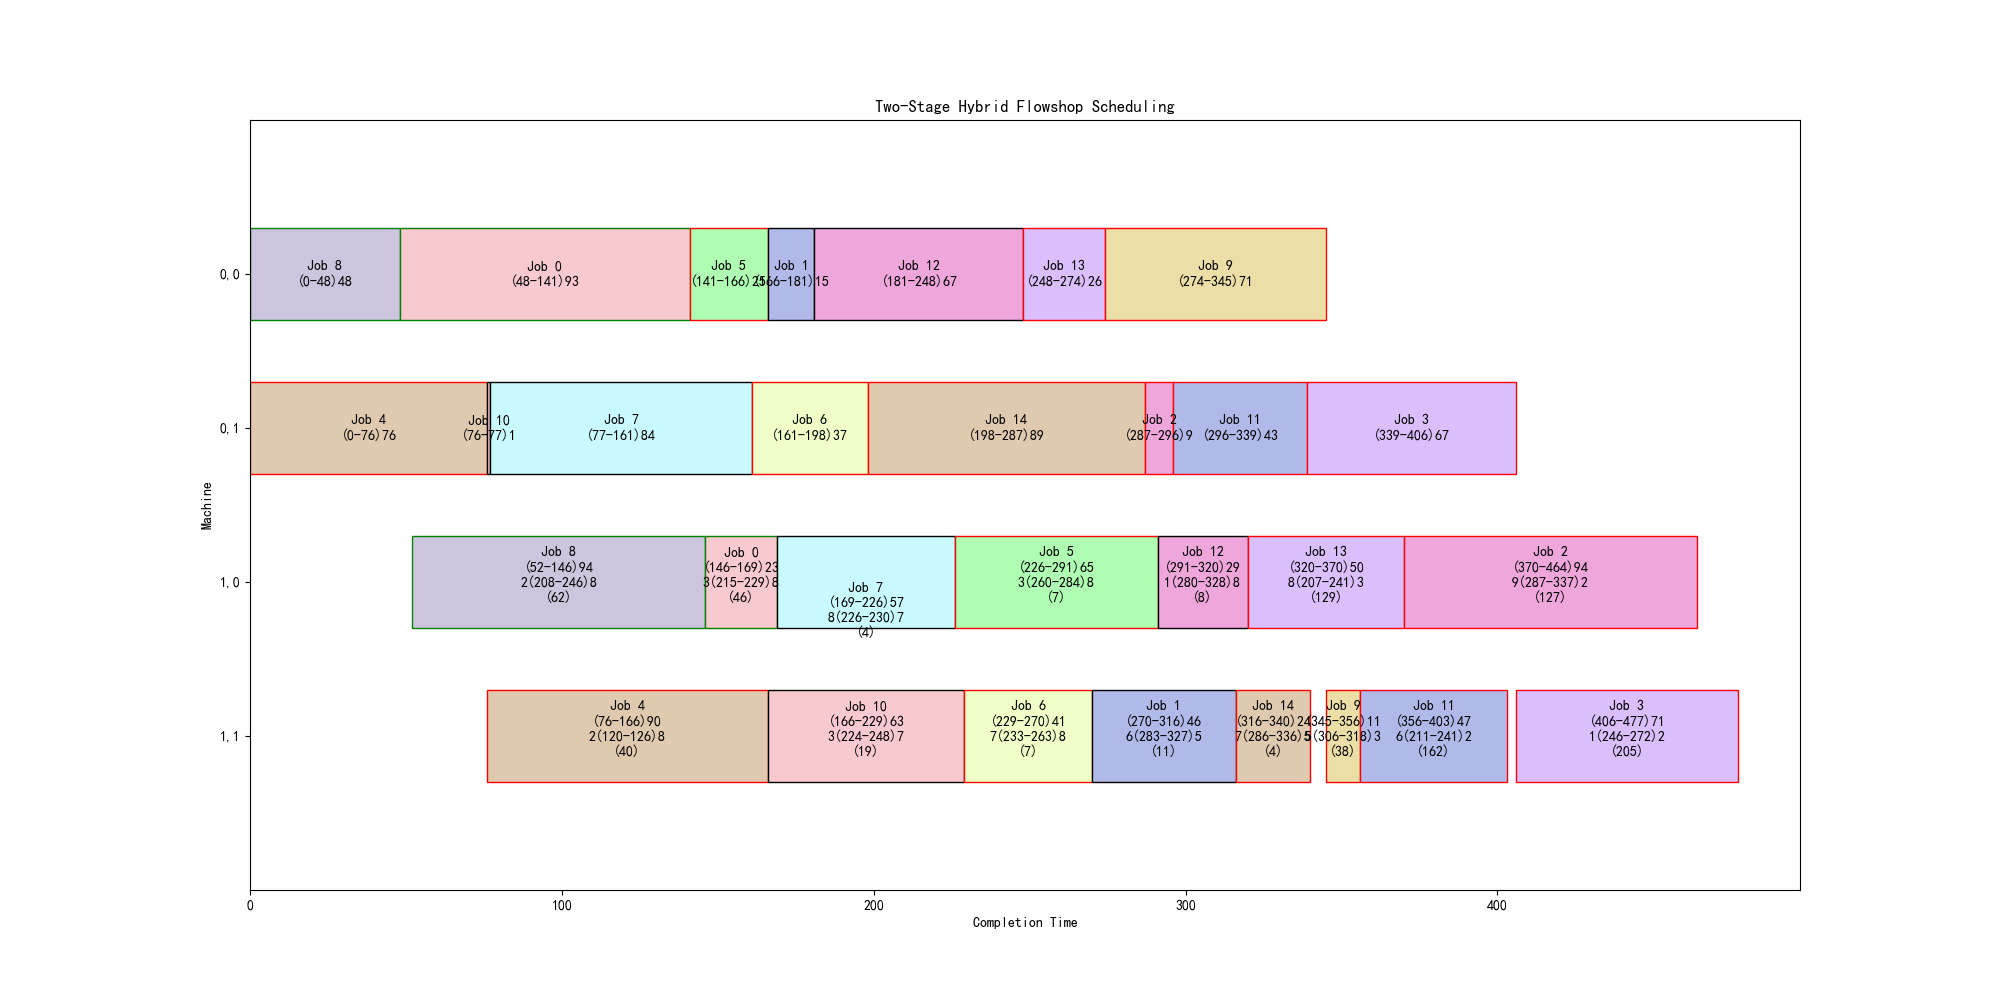 Two-Stage Hybrid Flowshop Scheduling
0,0
Job 8
(0-48)48
Job 0
(48-141)93
Job 5
(141-166)25
Job 1
(166-181)15
Job 12
(181-248)67
Job 13
(248-274)26
Job 9
(274-345)71
0,1
Job 4
(0-76)76
Job 10
(76-77)1
Job 7
(77-161)84
Job 6
(161-198)37
Job 14
(198-287)89
Job 2
(287-296)9
Job 11
(296-339)43
Job 3
(339-406)67
Machine
1,0
Job 8
(52-146)94
2(208-246)8
(62)
Job 0
(146-169)23
3(215-229)8
(46)
Job 7
(169-226)57
8(226-230)7
(4)
Job 5
(226-291)65
3(260-284)8
(7)
Job 12
(291-320)29
1(280-328)8
(8)
Job 13
(320-370)50
8(207-241)3
(129)
Job 2
(370-464)94
9(287-337)2
(127)
1,1
Job 4
(76-166)90
2(120-126)8
(40)
Job 10
(166-229)63
3(224-248)7
(19)
Job 6
(229-270)41
7(233-263)8
(7)
Job 1
(270-316)46
6(283-327)5
(11)
Job 14
(316-340)24
7(286-336)5
(4)
Job 9
(345-356)11
(306-318)3
(38)
Job 11
(356-403)47
6(211-241)2
(162)
Job 3
(406-477)71
1(246-272)2
(205)
0
100
200
300
400
Completion Time